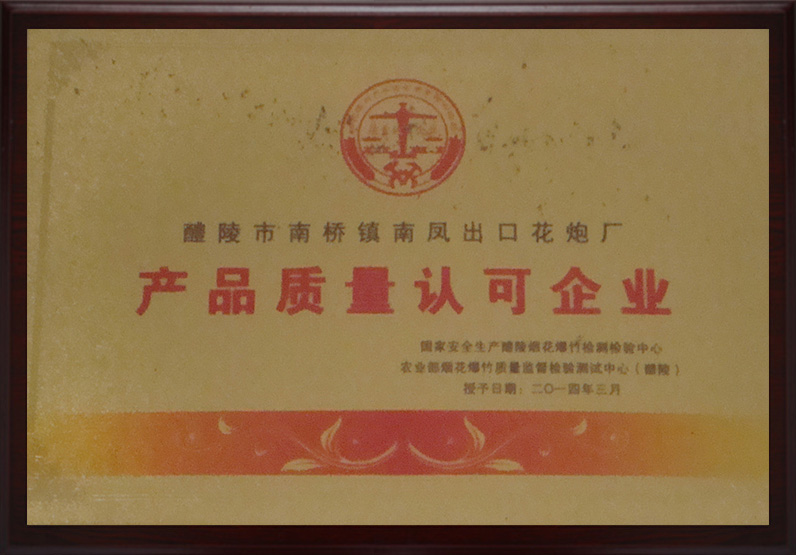 醴陵市南桥镇南凤出口花炮厂
产品质量认可企业
国家安全生产醴陵烟花爆竹检测检验中心
农业部烟花爆竹质量监督检验测试中心（醴陵）
授予日期：二〇一四年三月